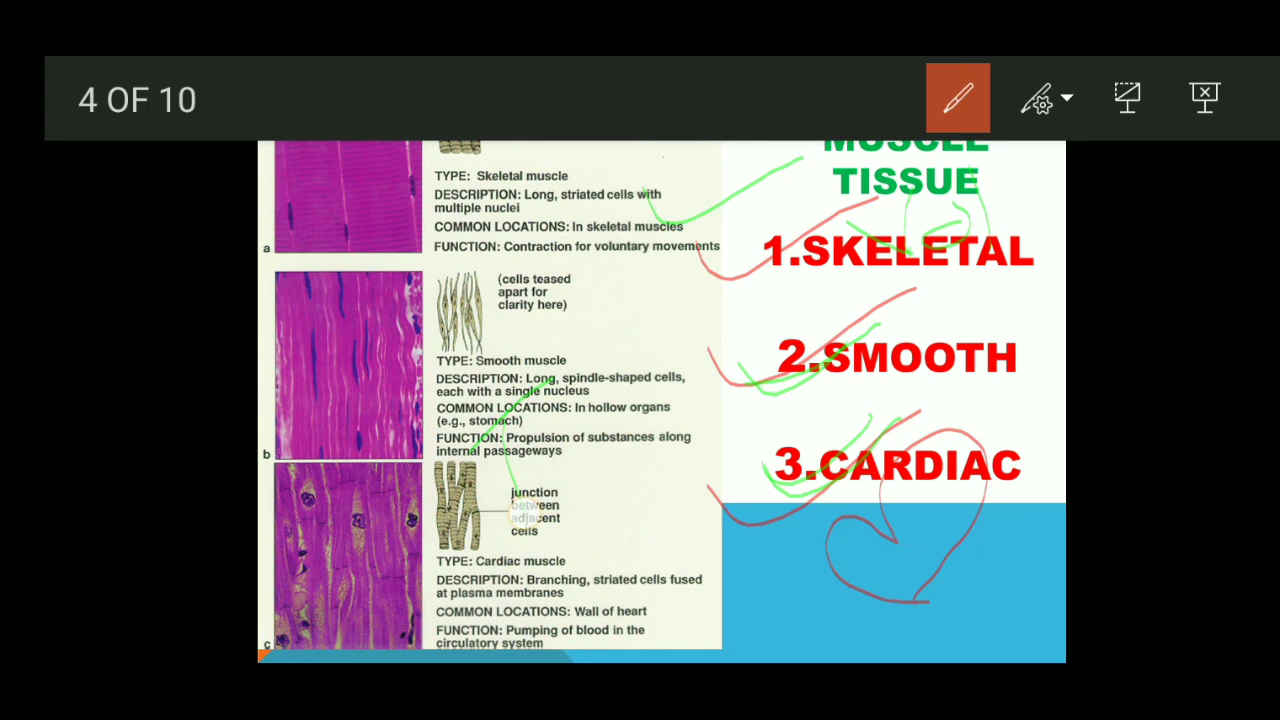 4 OF 10
MUSCLE
TISSUE
TYPE: Skeletal muscle
DESCRIPTION: Long, striated cells with
multiple nuclei
COMMON LOCATIONS: In skeletal muscles
FUNCTION: Contraction for voluntary movements
a
(cells teased
apart for
clarity here)
TYPE: Smooth muscle
DESCRIPTION: Long, spindle-shaped cells,
each with a single nucleus
COMMON LOCATIONS: In hollow organs
(e.g., stomach)
FUNCTION: Propulsion of substances along
internal passageways
b
junction
between
adjacent
cells
TYPE: Cardiac muscle
DESCRIPTION: Branching, striated cells fused
at plasma membranes
COMMON LOCATIONS: Wall of heart
FUNCTION: Pumping of blood in the
circulatory system
c
1.SKELETAL
2.SMOOTH
3.CARDIAC